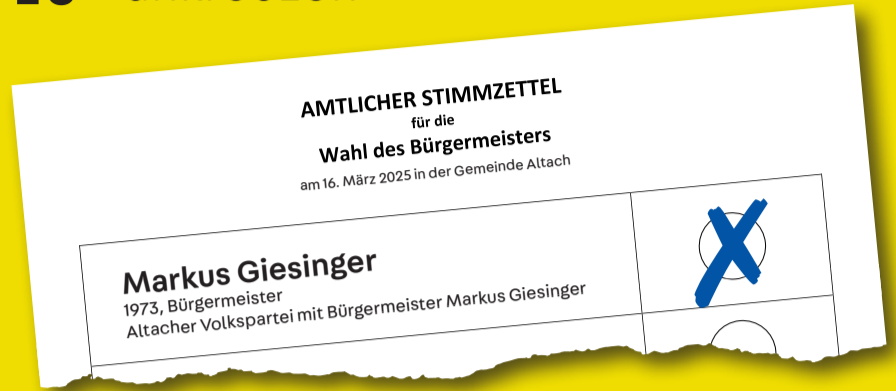 AMTLICHER STIMMZETTEL
für die
Wahl des Bürgermeisters
am 16. März 2025 in der Gemeinde Altach
Markus Giesinger
1973, Bürgermeister
Altacher Volkspartei mit Bürgermeister Markus Giesinger